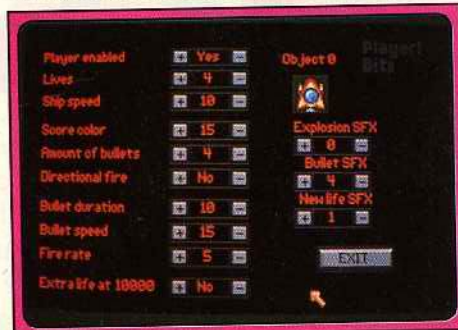 Player1
Bits
Player enabled + Yes -
Lives + 4 -
Ship speed + 10 -
Score color + 15 -
Amount of bullets + 4 -
Directional fire + No -
Bullet duration + 10 -
Bullet speed + 15 -
Fire rate + 5 -
Extra life at 10000 + No -
Object 0
Explosion SFX
+ 0 -
Bullet SFX
+ 4 -
New life SFX
+ 1 -
EXIT